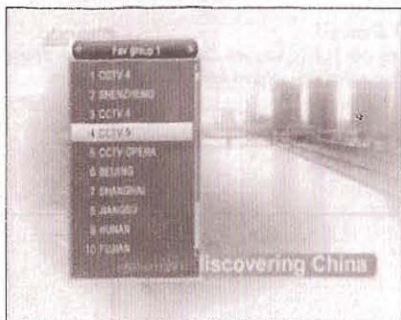 Fav group 1
1 CCTV 4
2 SHENZHENG
3 CCTV 4
4 CCTV 9
5 CCTV OPERA
6 BEIJING
7 SHANGHAI
8 JIANGSU
9 HUNAN
10 FUJIAN
iscovering China